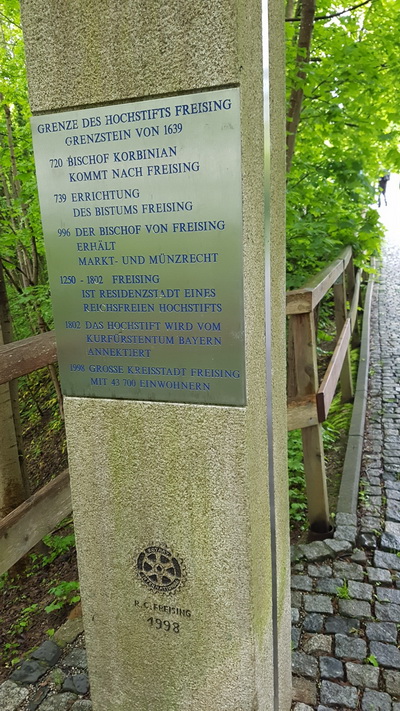 GRENZE DES HOCHSTIFTS FREISING
GRENZSTEIN VON 1639
720 BISCHOF KORBINIAN
KOMMT NACH FREISING
739 ERRICHTUNG
DES BISTUMS FREISING
996 DER BISCHOF VON FREISING
ERHÄLT
MARKT- UND MÜNZRECHT
1250 - 1802 FREISING
IST RESIDENZSTADT EINES
REICHSFREIEN HOCHSTIFTS
1802 DAS HOCHSTIFT WIRD VOM
KURFÜRSTENTUM BAYERN
ANNEKTIERT
1998 GROSSE KREISSTADT FREISING
MIT 43 700 EINWOHNERN
R.C. FREISING
1998